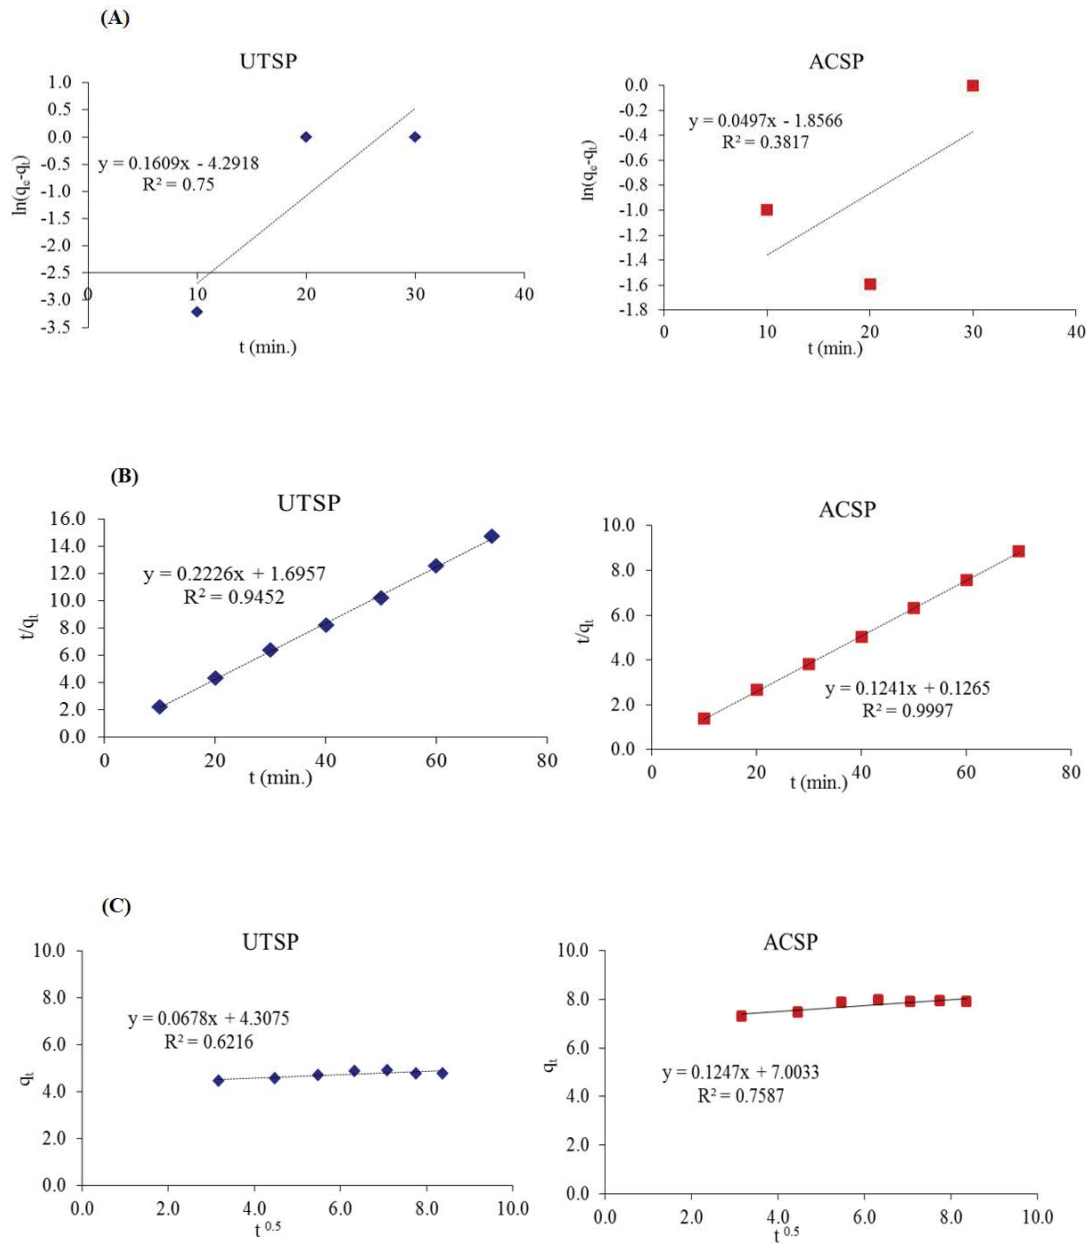 (A)
UTSP
1.0
0.5
0.0
-0.5
-1.0
-1.5
-2.0
-2.5
-3.0
-3.5
ln(qe-qt)
y = 0.1609x - 4.2918
R² = 0.75
0 10 20 30 40
t (min.)
ACSP
0.0
-0.2
-0.4
-0.6
-0.8
-1.0
-1.2
-1.4
-1.6
-1.8
ln(qe-qt)
y = 0.0497x - 1.8566
R² = 0.3817
0 10 20 30 40
t (min.)
(B)
UTSP
16.0
14.0
12.0
10.0
8.0
6.0
4.0
2.0
0.0
t/qt
y = 0.2226x + 1.6957
R² = 0.9452
0 20 40 60 80
t (min.)
ACSP
10.0
8.0
6.0
4.0
2.0
0.0
t/qt
y = 0.1241x + 0.1265
R² = 0.9997
0 20 40 60 80
t (min.)
(C)
UTSP
10.0
8.0
6.0
4.0
2.0
0.0
qt
y = 0.0678x + 4.3075
R² = 0.6216
0.0 2.0 4.0 6.0 8.0 10.0
t 0.5
ACSP
10.0
8.0
6.0
4.0
2.0
0.0
qt
y = 0.1247x + 7.0033
R² = 0.7587
0.0 2.0 4.0 6.0 8.0 10.0
t 0.5